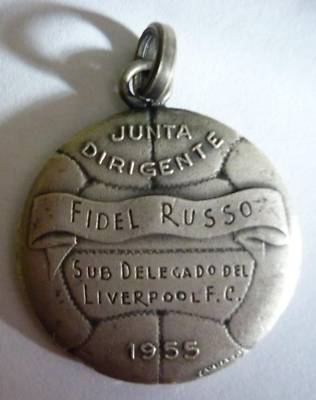 JUNTA
DIRIGENTE
FIDEL RUSSO
SUB DELEGADO DEL
LIVERPOOL F.C.
1955